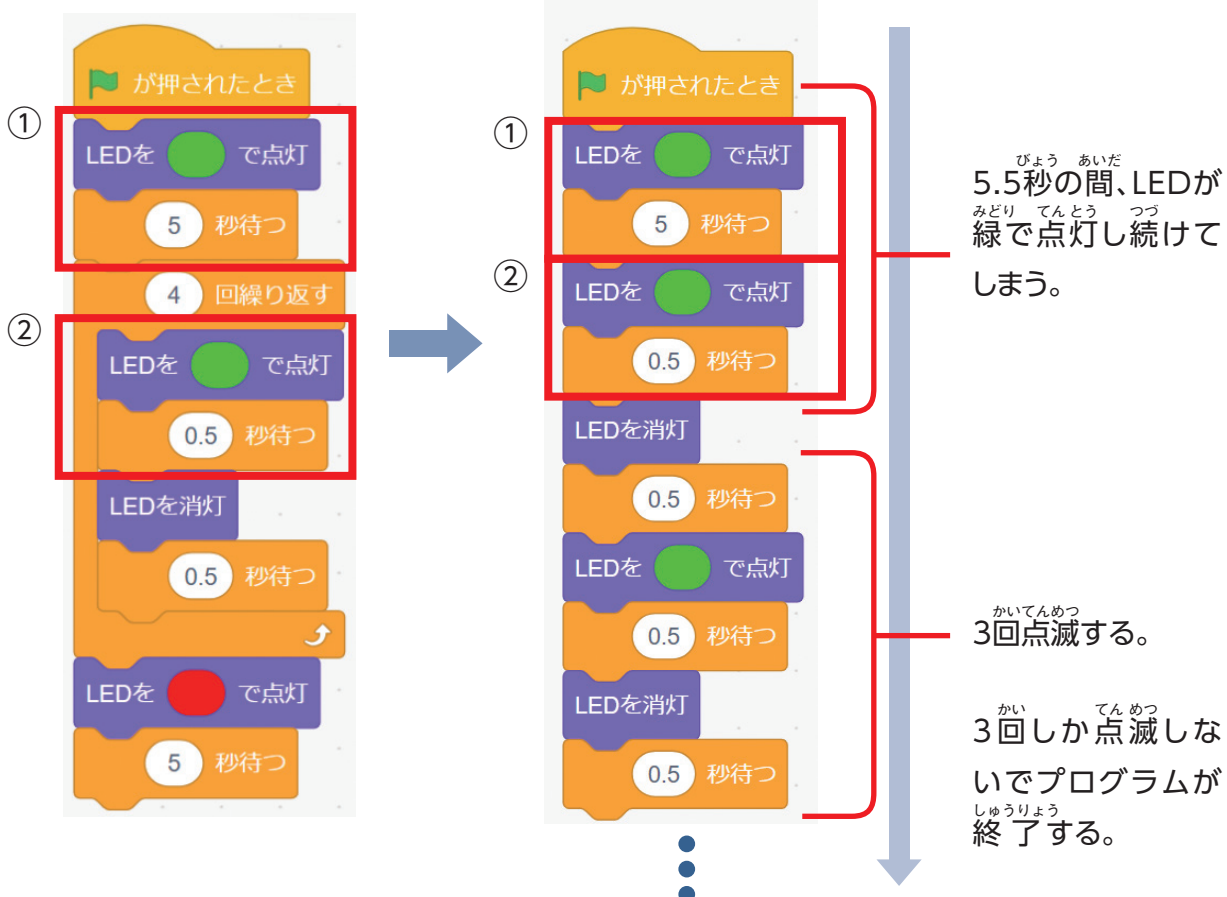 が押されたとき
①
LEDを で点灯
5 秒待つ
4 回繰り返す
②
LEDを で点灯
0.5 秒待つ
LEDを消灯
0.5 秒待つ
LEDを で点灯
5 秒待つ
が押されたとき
①
LEDを で点灯
5 秒待つ
②
LEDを で点灯
0.5 秒待つ
LEDを消灯
0.5 秒待つ
LEDを で点灯
0.5 秒待つ
LEDを消灯
0.5 秒待つ
びょう あいだ
5.5秒の間、LEDが
みどり てんとう つづ
緑で点灯し続けて
しまう。
かいてんめつ
3回点滅する。
かい てんめつ
3回しか点滅しな
いでプログラムが
しゅうりょう
終了する。